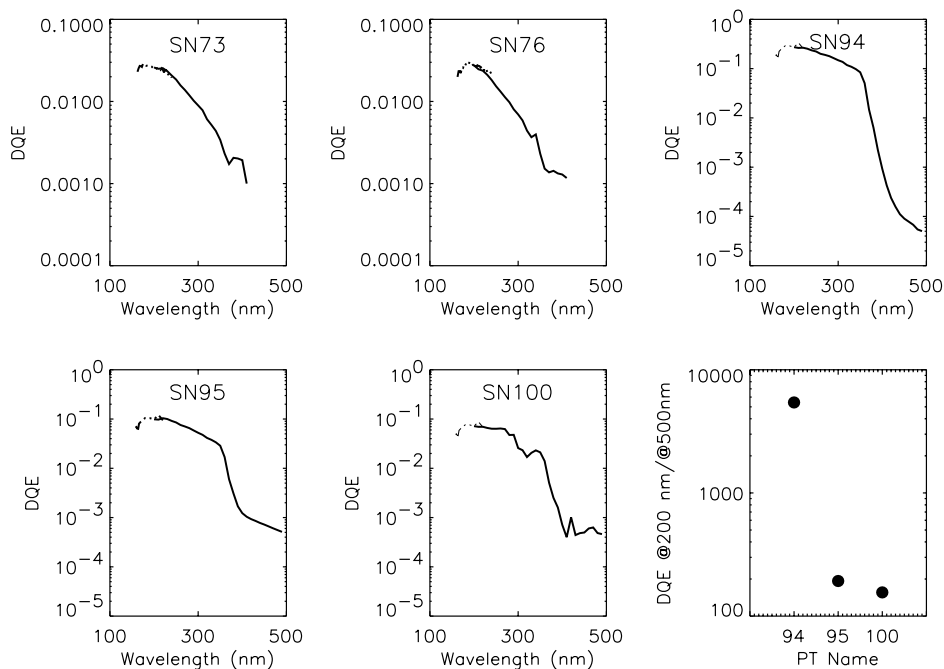 SN73
DQE
0.1000
0.0100
0.0010
0.0001
100 300 500
Wavelength (nm)
SN76
DQE
0.1000
0.0100
0.0010
0.0001
100 300 500
Wavelength (nm)
SN94
DQE
10^0
10^-1
10^-2
10^-3
10^-4
10^-5
100 300 500
Wavelength (nm)
SN95
DQE
10^0
10^-1
10^-2
10^-3
10^-4
10^-5
100 300 500
Wavelength (nm)
SN100
DQE
10^0
10^-1
10^-2
10^-3
10^-4
10^-5
100 300 500
Wavelength (nm)
DQE @200 nm/@500nm
10000
1000
100
94 95 100
PT Name